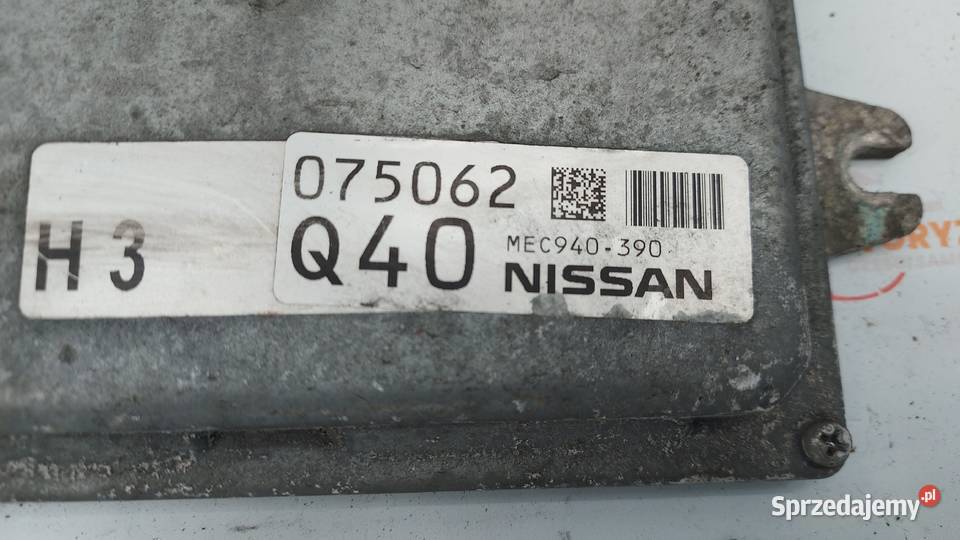 H3
075062
Q40
MEC940-390
NISSAN
Sprzedajemy.pl